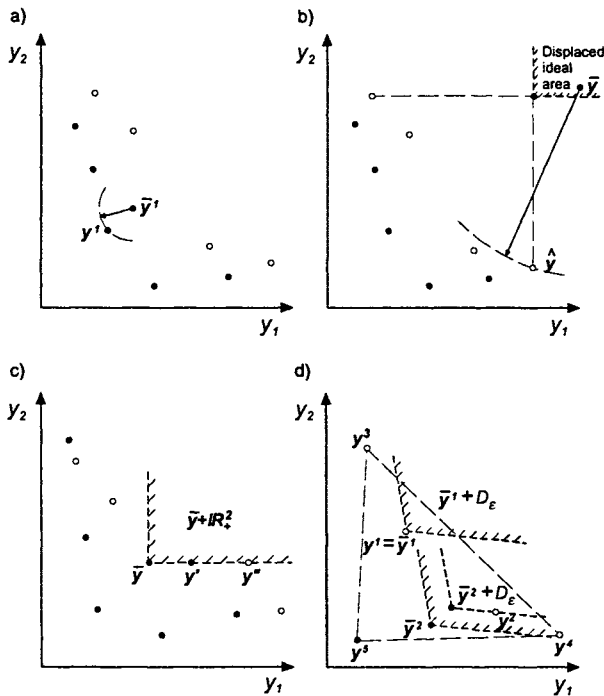 a)
y₂
ȳ¹
y¹
y₁
b)
y₂
Displaced
ideal
area
ȳ
ŷ
y₁
c)
y₂
ȳ+IR²₊
ȳ
y'
y"
y₁
d)
y₂
y³
ȳ¹+Dε
y¹=ȳ¹
ȳ²+Dε
y²
ȳ²
y⁵
y⁴
y₁